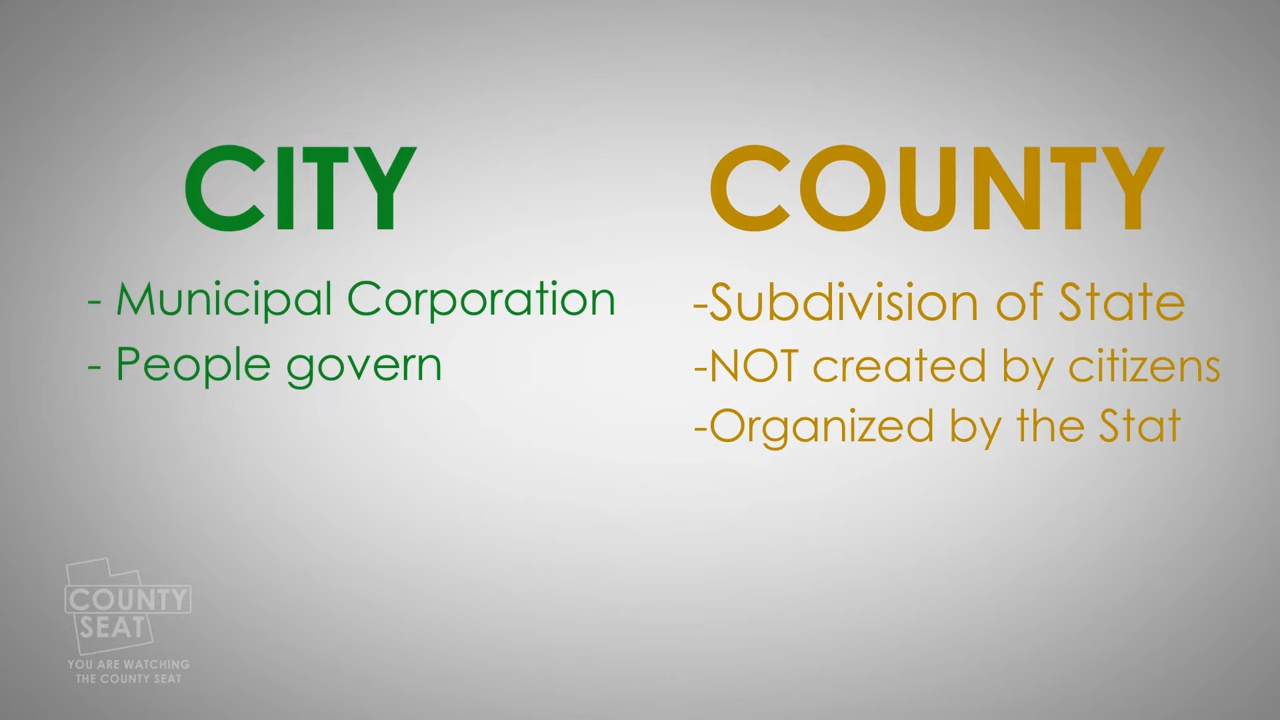 CITY
- Municipal Corporation
- People govern
COUNTY
-Subdivision of State
-NOT created by citizens
-Organized by the Stat
COUNTY
SEAT
YOU ARE WATCHING
THE COUNTY SEAT